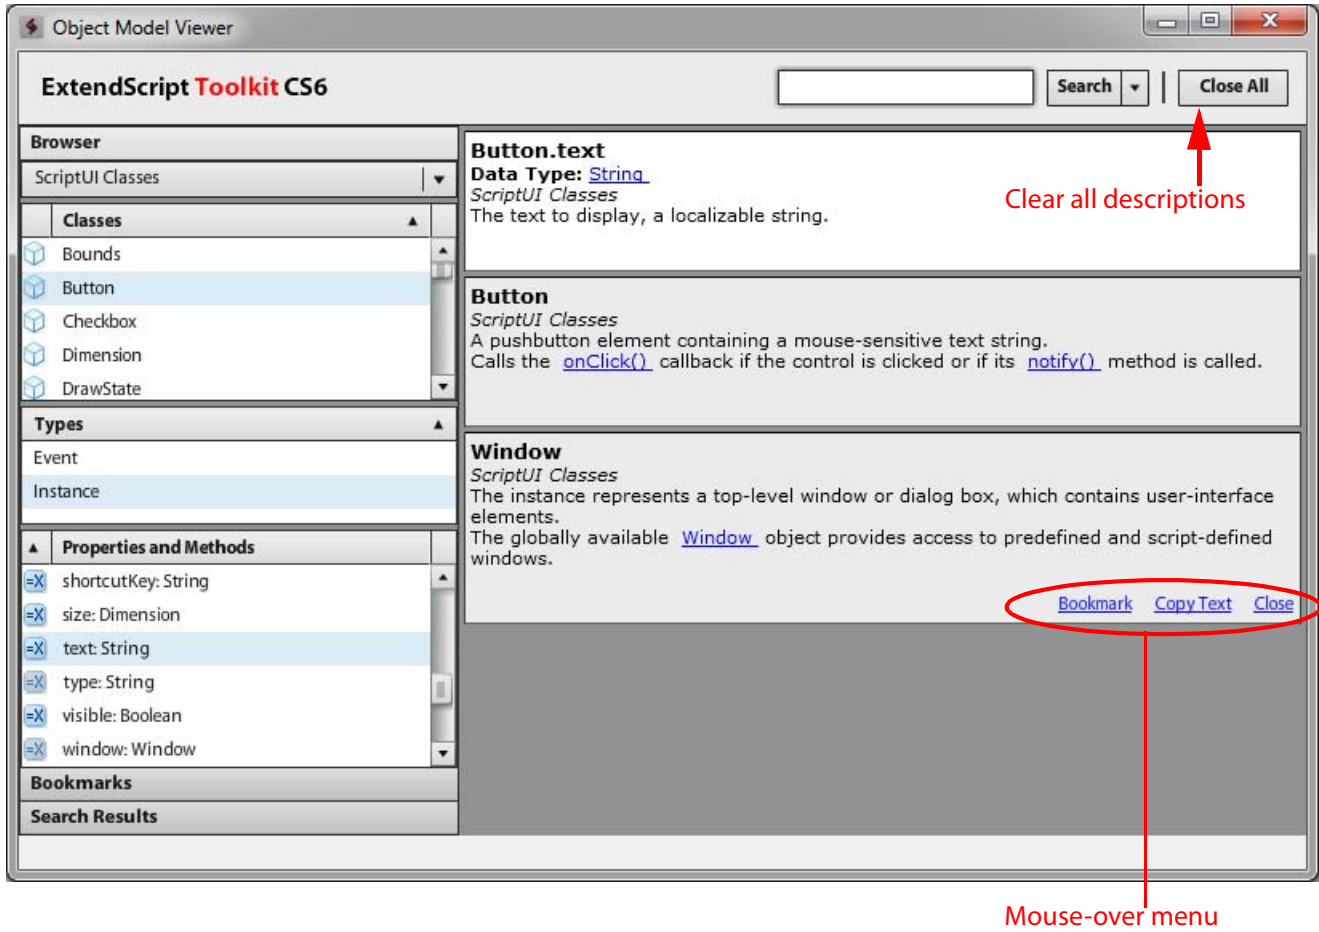 Object Model Viewer
ExtendScript Toolkit CS6
Search
Close All
Clear all descriptions
Browser
ScriptUI Classes
Classes
Bounds
Button
Checkbox
Dimension
DrawState
Types
Event
Instance
Properties and Methods
=X shortcutKey: String
=X size: Dimension
=X text: String
=X type: String
=X visible: Boolean
=X window: Window
Bookmarks
Search Results
Button.text
Data Type: String
ScriptUI Classes
The text to display, a localizable string.
Button
ScriptUI Classes
A pushbutton element containing a mouse-sensitive text string.
Calls the onClick() callback if the control is clicked or if its notify() method is called.
Window
ScriptUI Classes
The instance represents a top-level window or dialog box, which contains user-interface
elements.
The globally available Window object provides access to predefined and script-defined
windows.
Bookmark Copy Text Close
Mouse-over menu